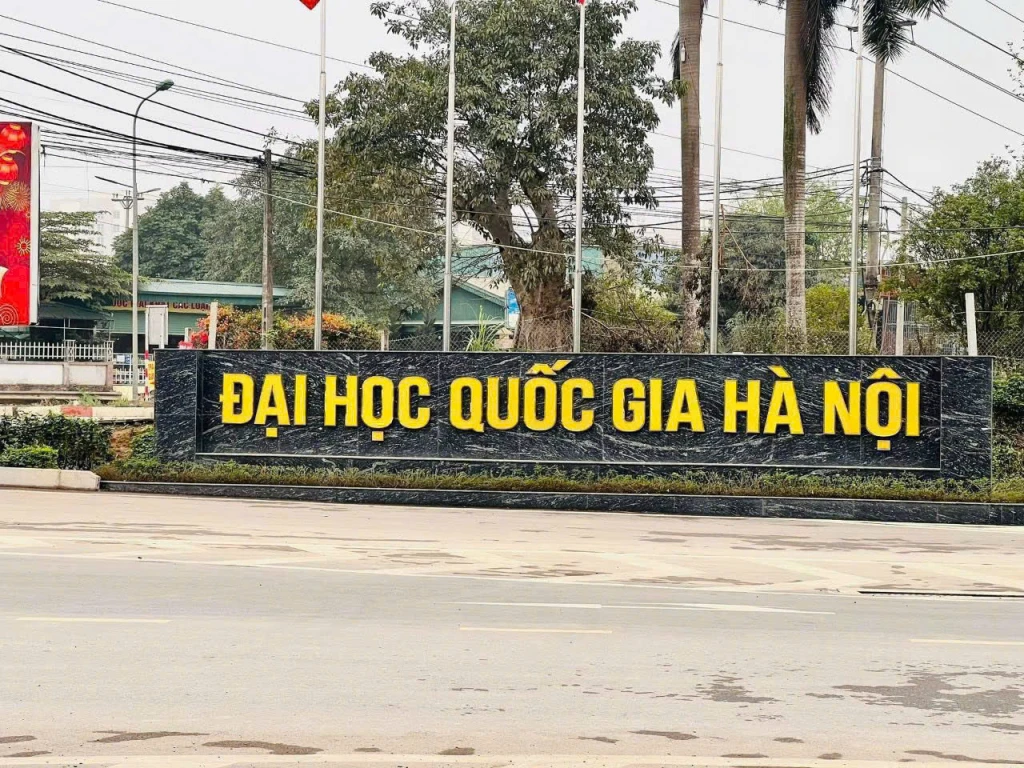 ĐẠI HỌC QUỐC GIA HÀ NỘI